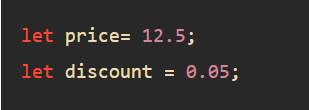 let price= 12.5;
let discount = 0.05;